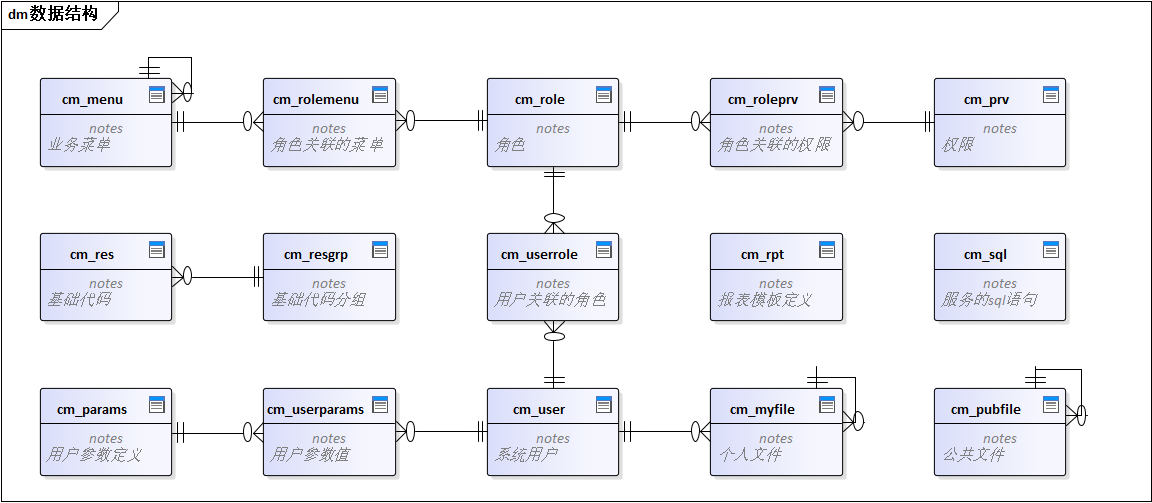 dm 数据结构
cm_menu
notes
业务菜单
cm_rolemenu
notes
角色关联的菜单
cm_role
notes
角色
cm_roleprv
notes
角色关联的权限
cm_prv
notes
权限
cm_res
notes
基础代码
cm_resgrp
notes
基础代码分组
cm_userrole
notes
用户关联的角色
cm_rpt
notes
报表模板定义
cm_sql
notes
服务的sql语句
cm_params
notes
用户参数定义
cm_userparams
notes
用户参数值
cm_user
notes
系统用户
cm_myfile
notes
个人文件
cm_pubfile
notes
公共文件